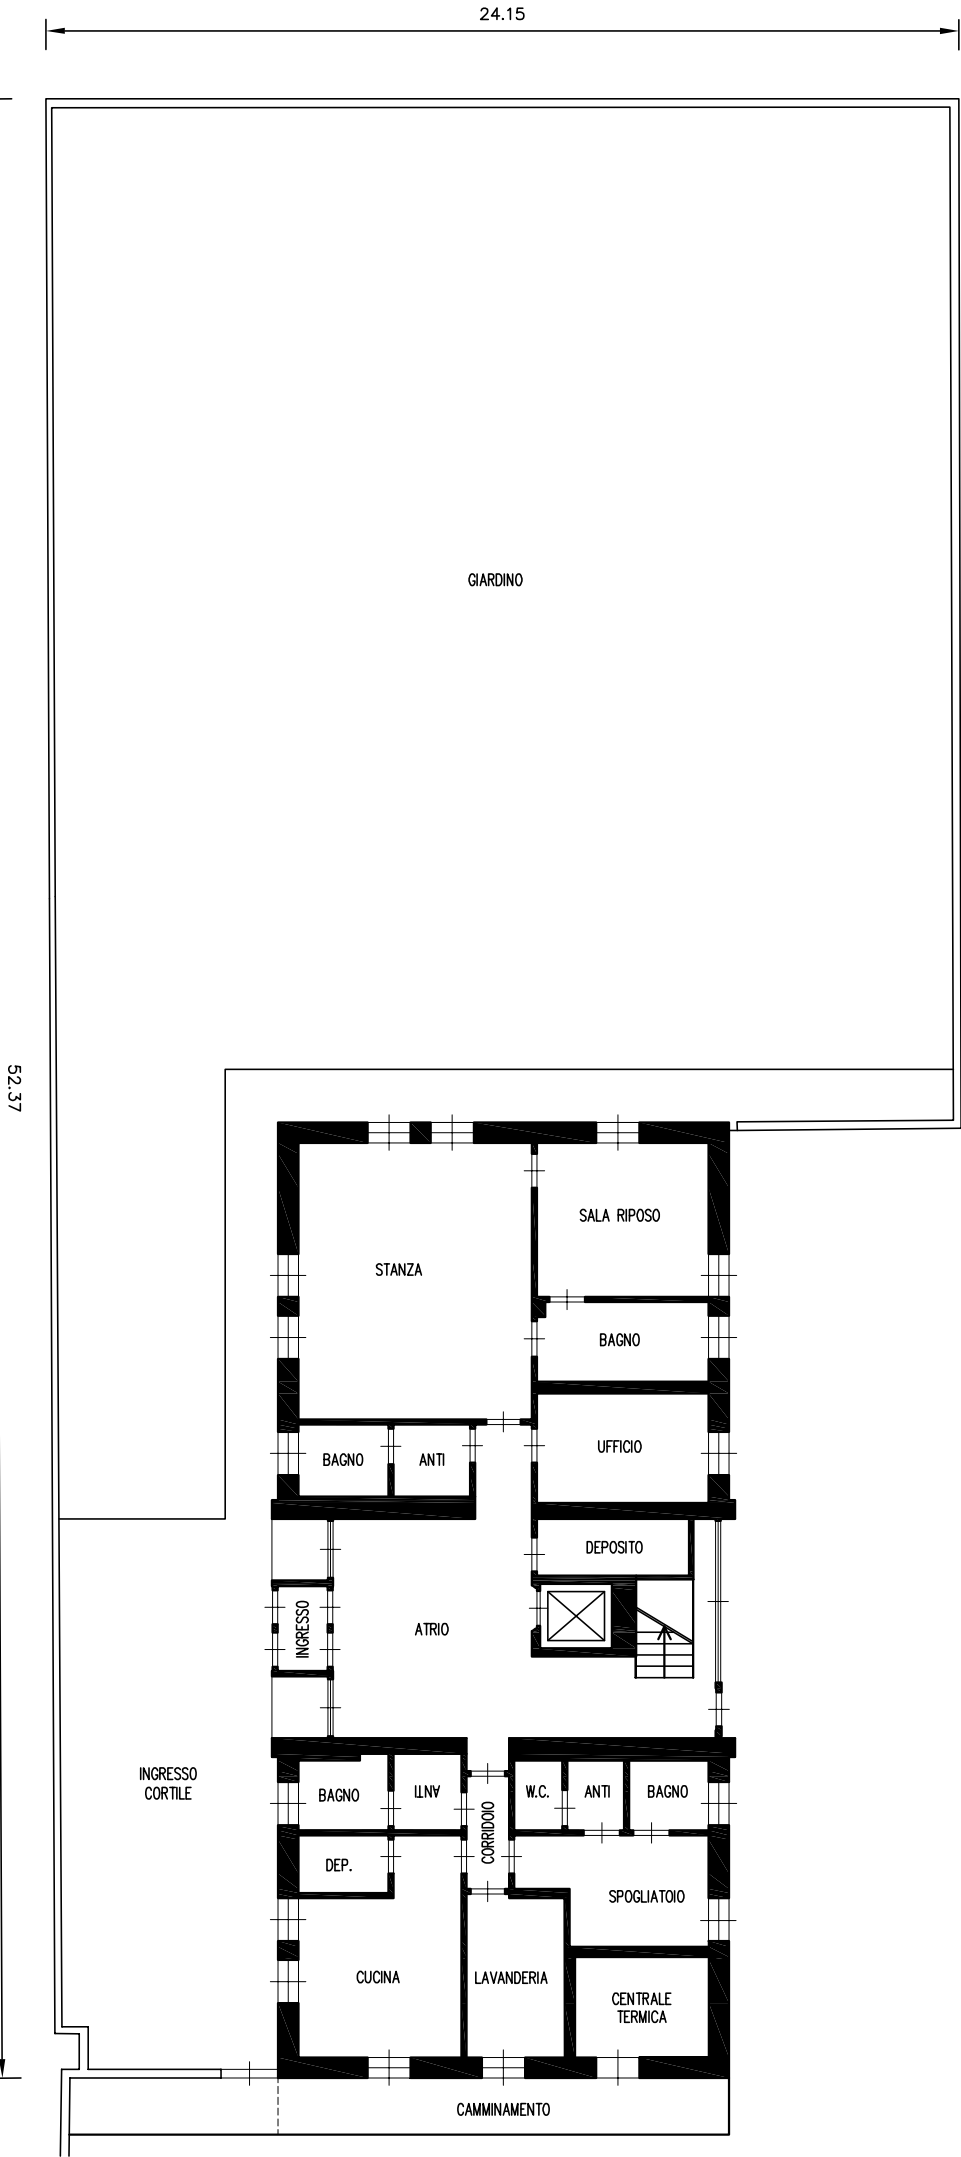 24.15
GIARDINO
52.37
SALA RIPOSO
STANZA
BAGNO
UFFICIO
BAGNO
ANTI
DEPOSITO
INGRESSO
ATRIO
INGRESSO
CORTILE
BAGNO
ANTI
CORRIDOIO
W.C.
ANTI
BAGNO
DEP.
SPOGLIATOIO
CUCINA
LAVANDERIA
CENTRALE
TERMICA
CAMMINAMENTO